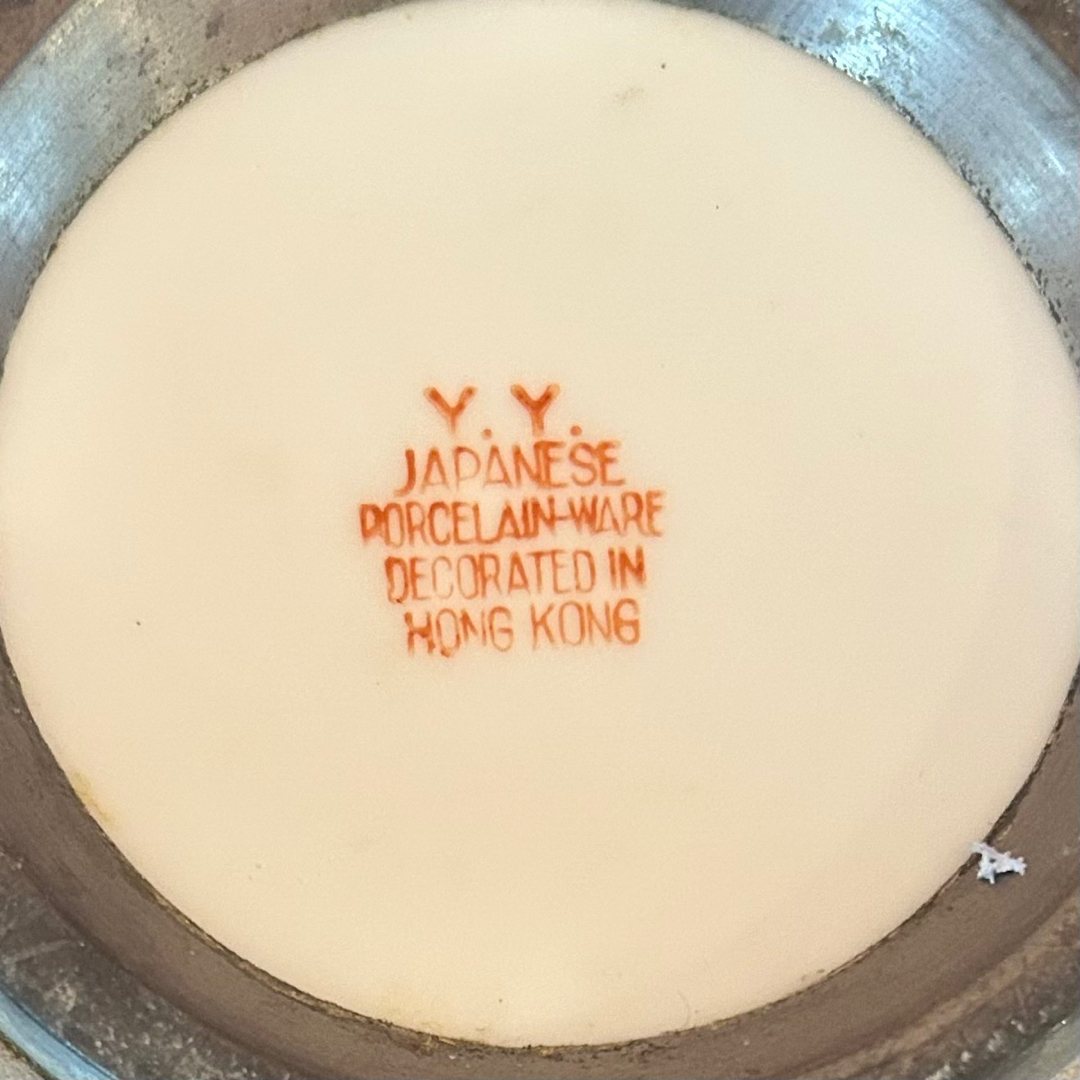 Y. Y.
JAPANESE
PORCELAIN-WARE
DECORATED IN
HONG KONG